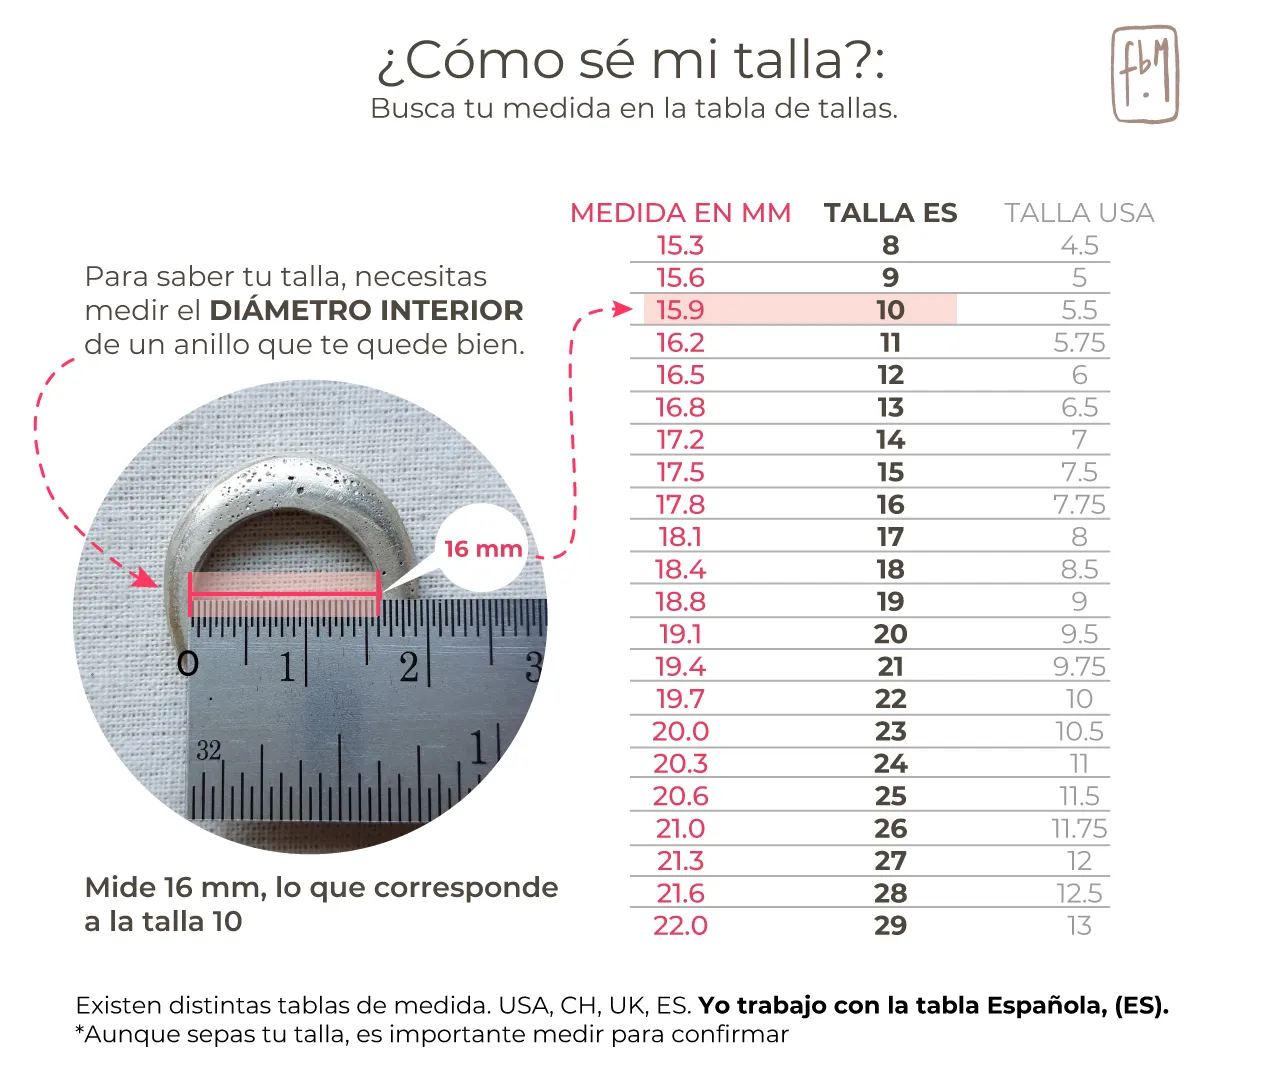 ¿Cómo sé mi talla?:
Busca tu medida en la tabla de tallas.
fbM
Para saber tu talla, necesitas
medir el DIÁMETRO INTERIOR
de un anillo que te quede bien.
16 mm
0 1 2 3
32 1
Mide 16 mm, lo que corresponde
a la talla 10
MEDIDA EN MM TALLA ES TALLA USA
15.3 8 4.5
15.6 9 5
15.9 10 5.5
16.2 11 5.75
16.5 12 6
16.8 13 6.5
17.2 14 7
17.5 15 7.5
17.8 16 7.75
18.1 17 8
18.4 18 8.5
18.8 19 9
19.1 20 9.5
19.4 21 9.75
19.7 22 10
20.0 23 10.5
20.3 24 11
20.6 25 11.5
21.0 26 11.75
21.3 27 12
21.6 28 12.5
22.0 29 13
Existen distintas tablas de medida. USA, CH, UK, ES. Yo trabajo con la tabla Española, (ES).
*Aunque sepas tu talla, es importante medir para confirmar